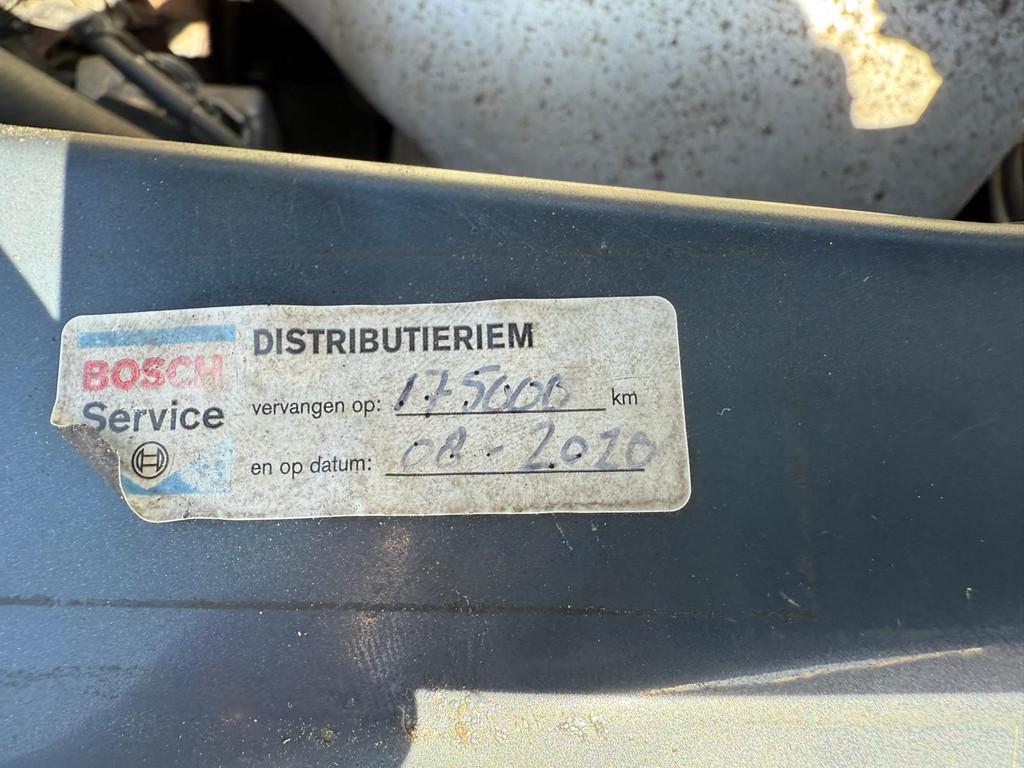 DISTRIBUTIERIEM
BOSCH
Service
vervangen op: 175000 km
en op datum: 08-2020